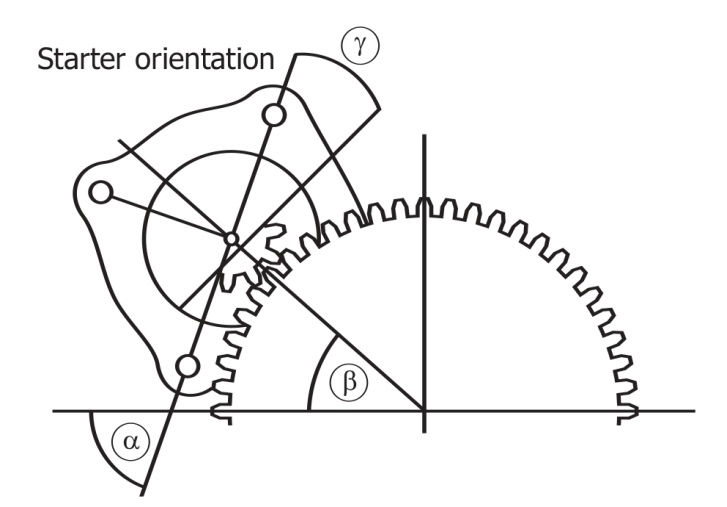 Starter orientation
γ
β
α